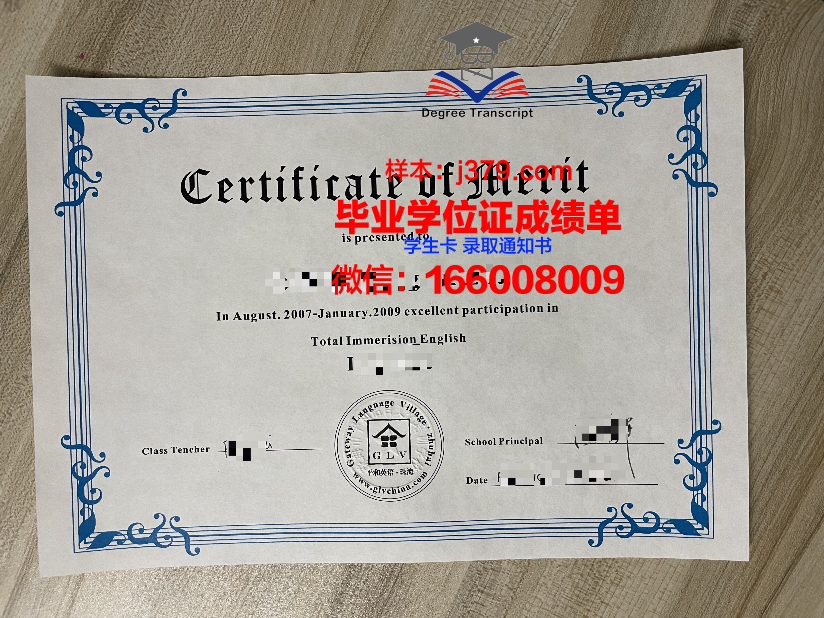 Degree Transcript
Certificate of Merit
样本：j379.com
毕业学位证成绩单
is presented to
学生卡 录取通知书
微信：166008009
In August. 2007-January.2009 excellent participation in
Total Immerision English
Class Tencher
School Principal
Date
Gateway Language Village · zhuhai
GLV
www.glvchina.com